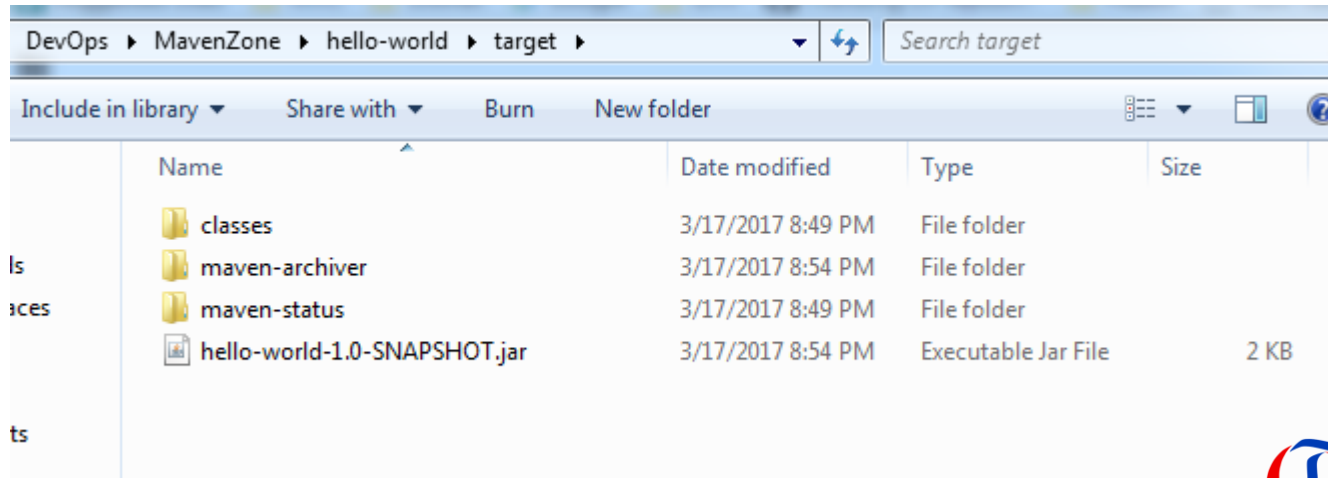 DevOps MavenZone hello-world target Search target
Include in library Share with Burn New folder
Name Date modified Type Size
classes 3/17/2017 8:49 PM File folder
maven-archiver 3/17/2017 8:54 PM File folder
ls
maven-status 3/17/2017 8:49 PM File folder
aces
hello-world-1.0-SNAPSHOT.jar 3/17/2017 8:54 PM Executable Jar File 2 KB
ts